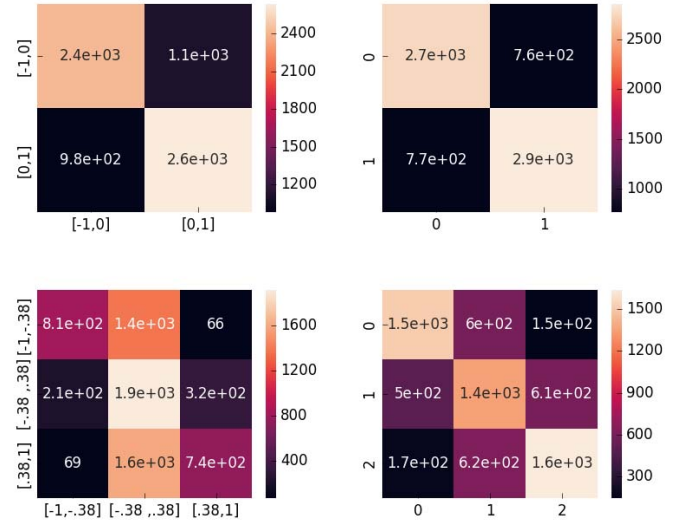 [-1,0] 2.4e+03 1.1e+03 2400 2100 1800 1500 1200
[0,1] 9.8e+02 2.6e+03
[-1,0] [0,1]
0 2.7e+03 7.6e+02 2500 2000 1500 1000
1 7.7e+02 2.9e+03
0 1
[-1,-.38] 8.1e+02 1.4e+03 66 1600 1200 800 400
[-.38 ,.38] 2.1e+02 1.9e+03 3.2e+02
[.38,1] 69 1.6e+03 7.4e+02
[-1,-.38] [-.38 ,.38] [.38,1]
0 1.5e+03 6e+02 1.5e+02 1500 1200 900 600 300
1 5e+02 1.4e+03 6.1e+02
2 1.7e+02 6.2e+02 1.6e+03
0 1 2